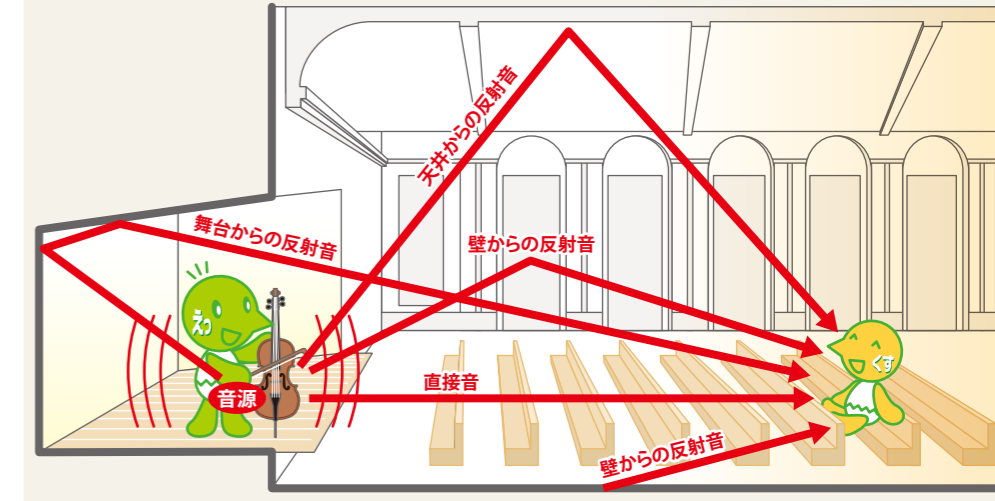 天井からの反射音
舞台からの反射音
壁からの反射音
えっ
くす
音源
直接音
壁からの反射音